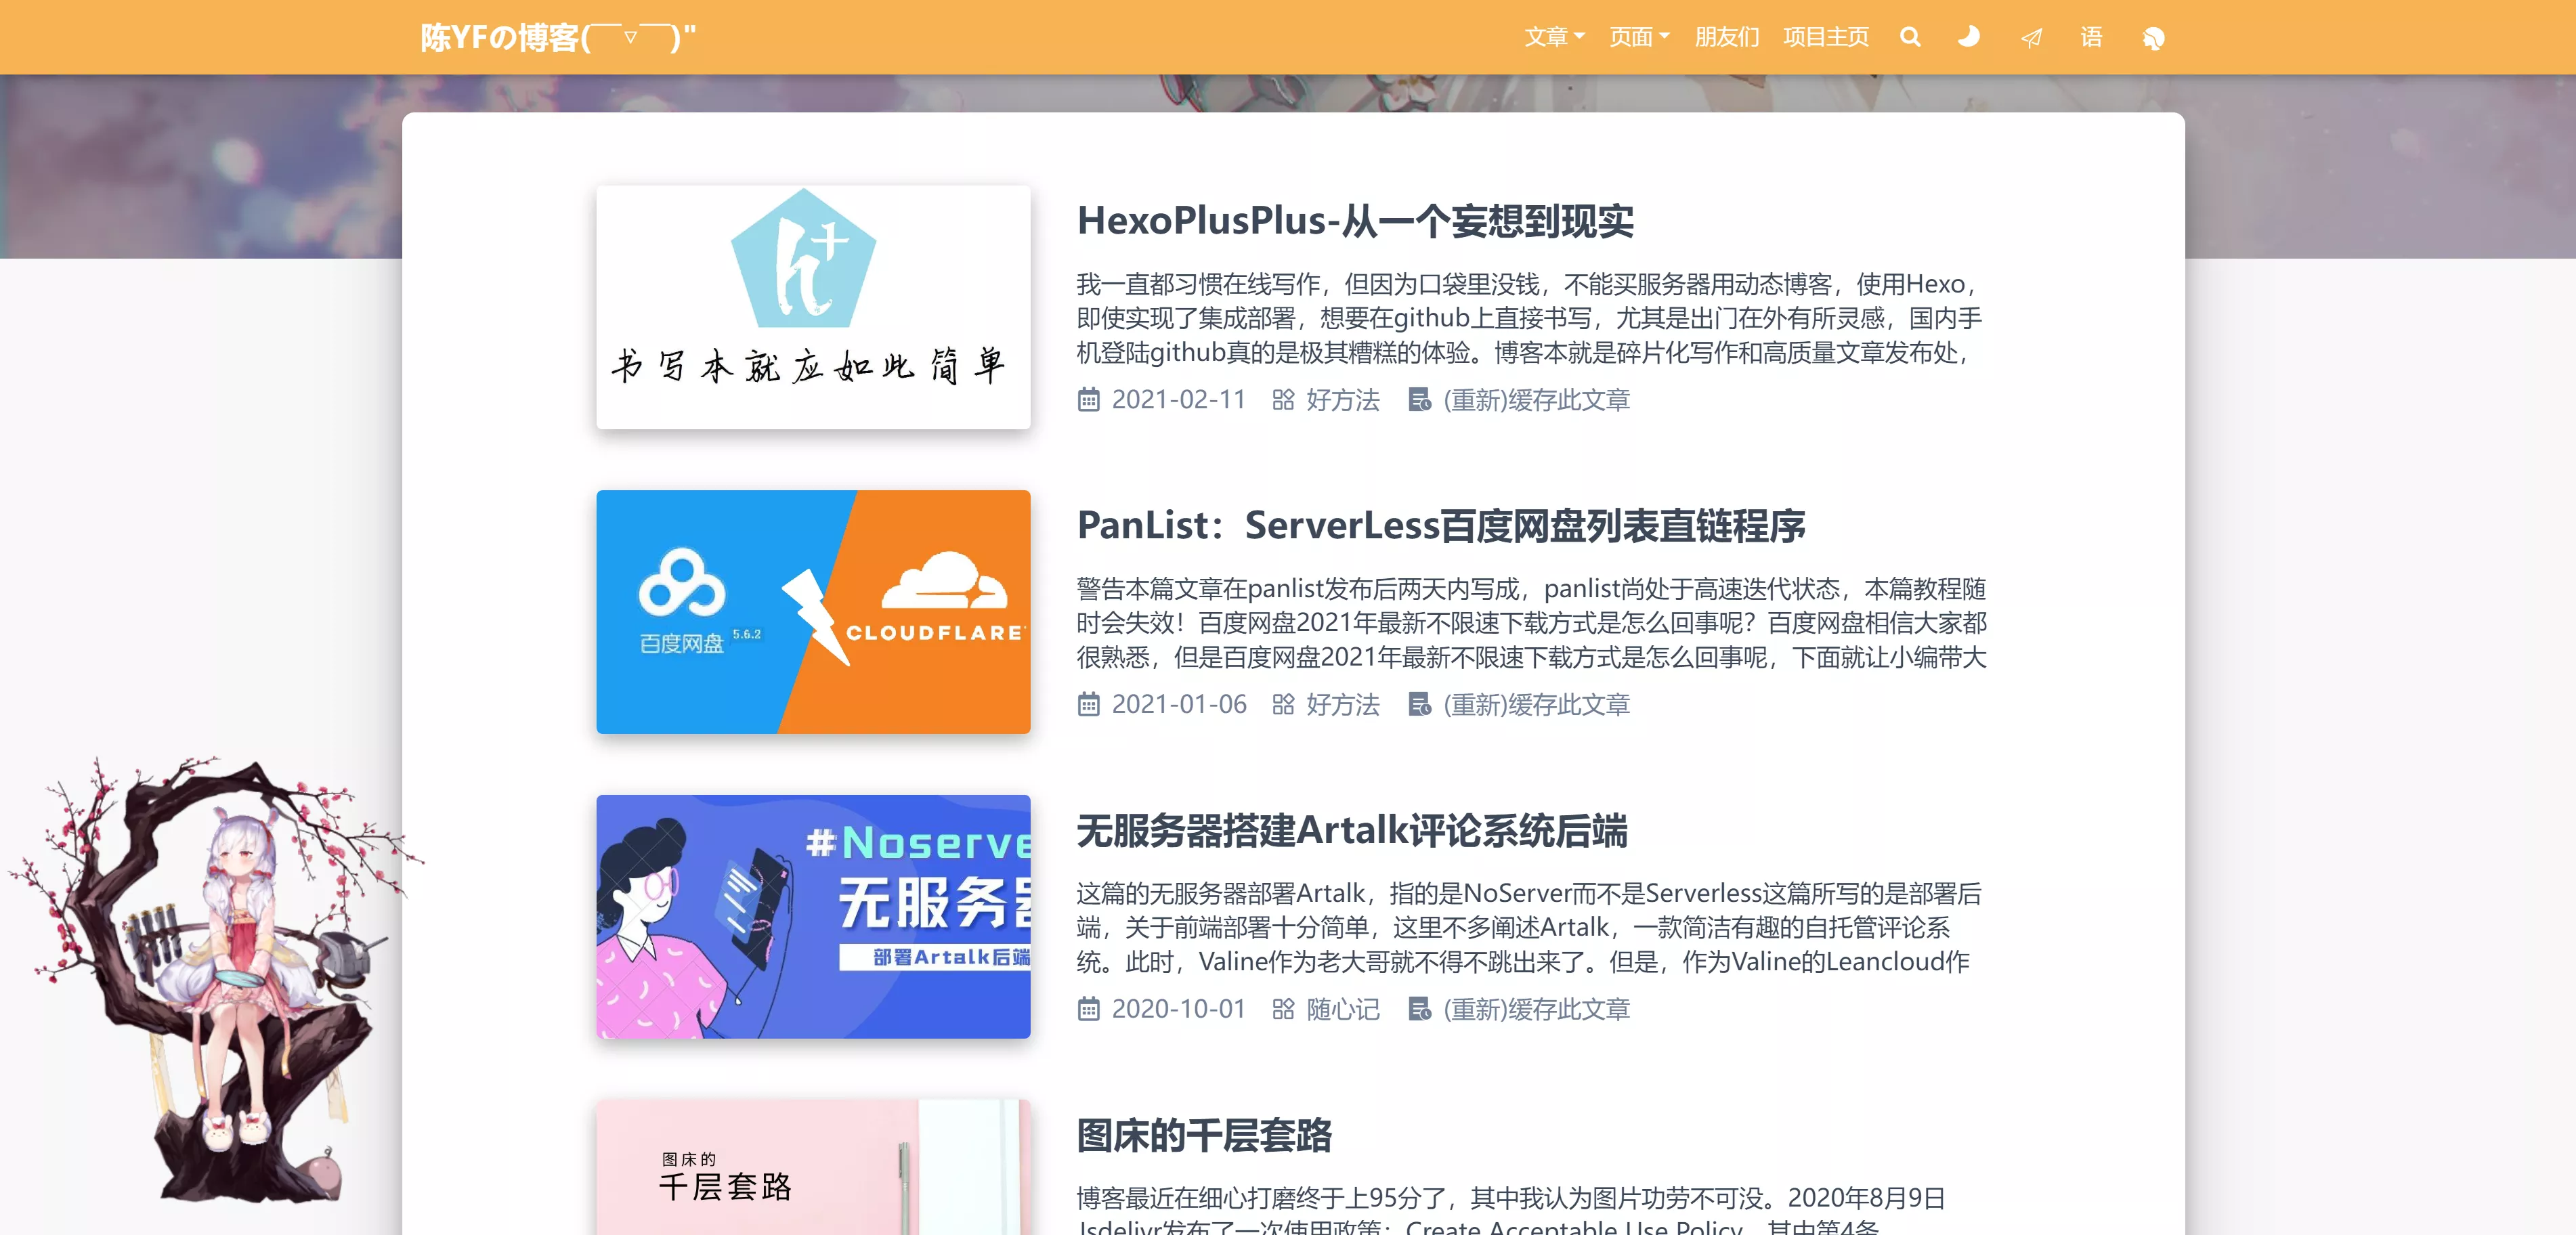 陈YFの博客(￣▽￣)"
文章 页面 朋友们 项目主页 语
书写本就应如此简单
HexoPlusPlus-从一个妄想到现实
我一直都习惯在线写作，但因为口袋里没钱，不能买服务器用动态博客，使用Hexo，
即使实现了集成部署，想要在github上直接书写，尤其是出门在外有所灵感，国内手
机登陆github真的是极其糟糕的体验。博客本就是碎片化写作和高质量文章发布处，
2021-02-11 好方法 (重新)缓存此文章
百度网盘 5.6.2
CLOUDFLARE
PanList：ServerLess百度网盘列表直链程序
警告本篇文章在panlist发布后两天内写成，panlist尚处于高速迭代状态，本篇教程随
时会失效！百度网盘2021年最新不限速下载方式是怎么回事呢？百度网盘相信大家都
很熟悉，但是百度网盘2021年最新不限速下载方式是怎么回事呢，下面就让小编带大
2021-01-06 好方法 (重新)缓存此文章
#Noserve
无服务器
部署Artalk后端
无服务器搭建Artalk评论系统后端
这篇的无服务器部署Artalk，指的是NoServer而不是Serverless这篇所写的是部署后
端，关于前端部署十分简单，这里不多阐述Artalk，一款简洁有趣的自托管评论系
统。此时，Valine作为老大哥就不得不跳出来了。但是，作为Valine的Leancloud作
2020-10-01 随心记 (重新)缓存此文章
图床的
千层套路
图床的千层套路
博客最近在细心打磨终于上95分了，其中我认为图片功劳不可没。2020年8月9日
Jsdelivr发布了一次使用政策：Create Acceptable Use Policy，其中第4条